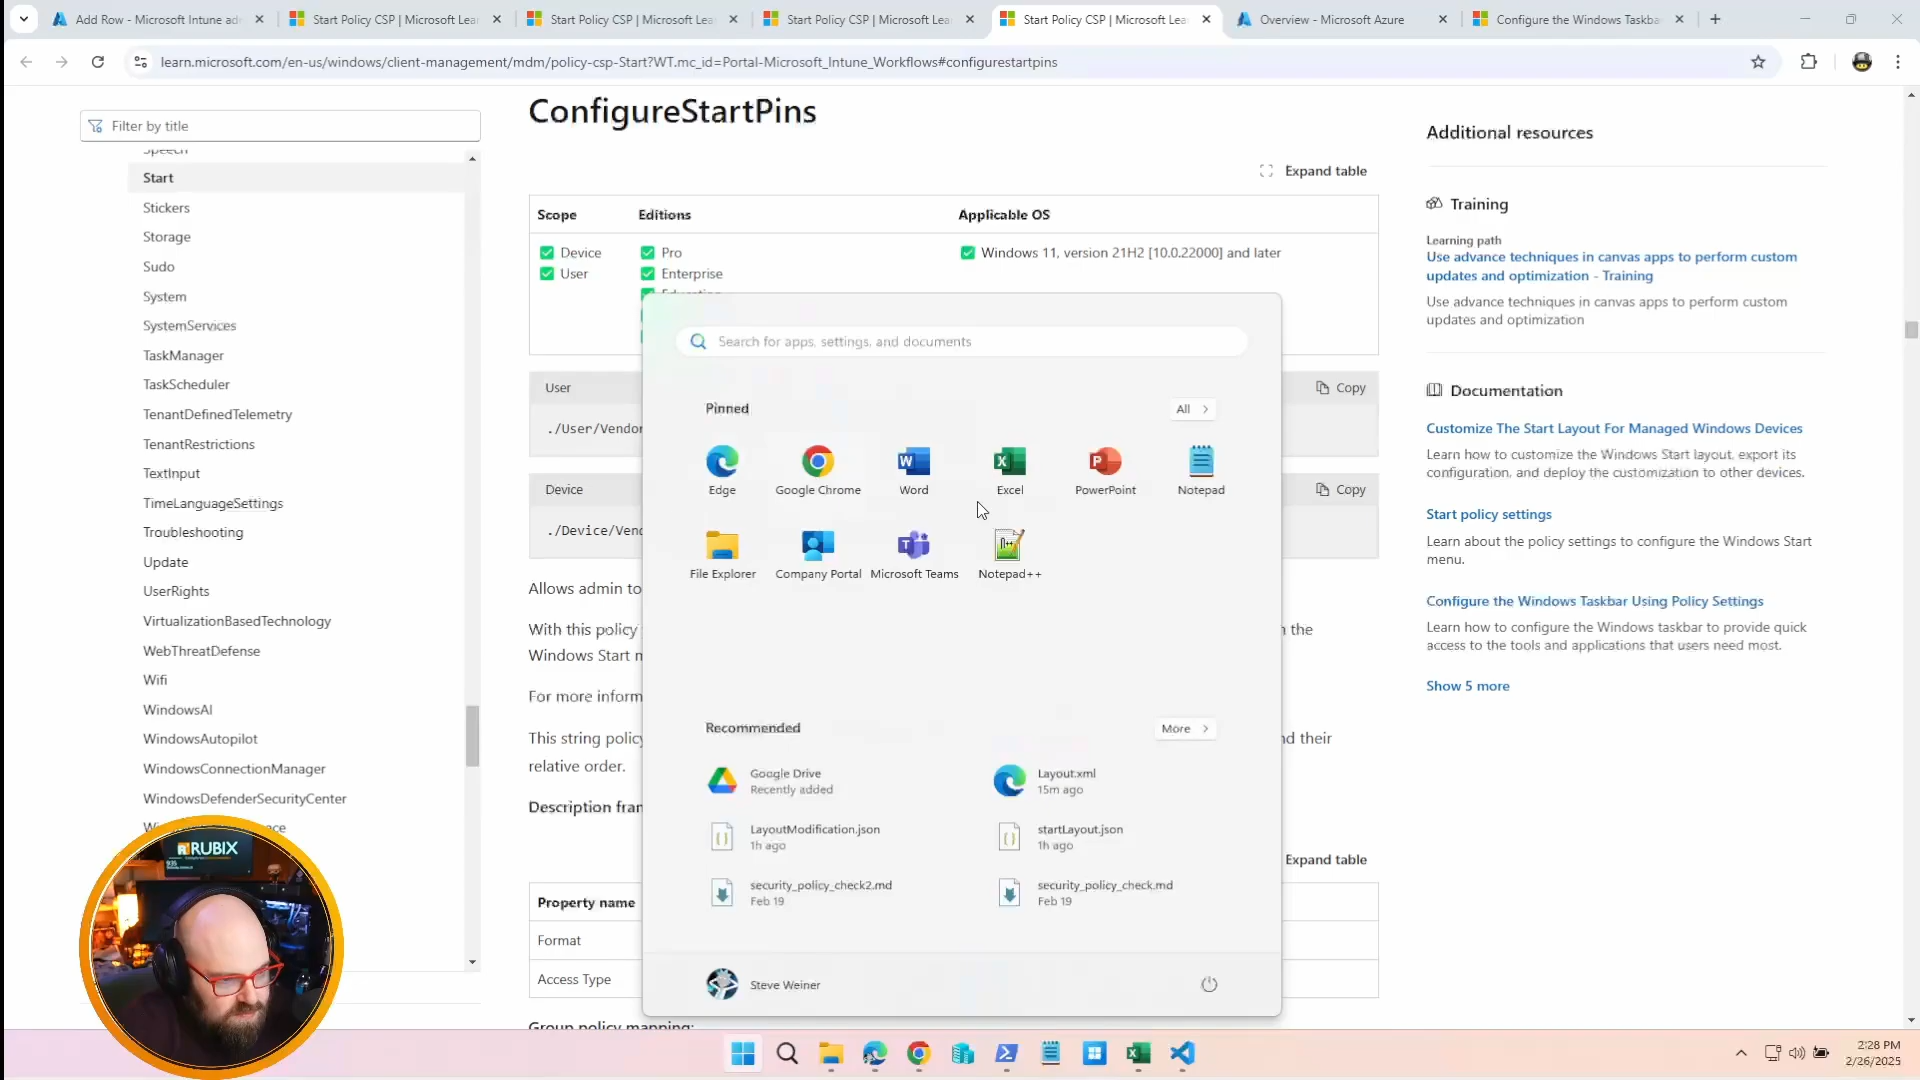 Add Row - Microsoft Intune ad
Start Policy CSP | Microsoft Lear
Start Policy CSP | Microsoft Lea
Start Policy CSP | Microsoft Lea
Start Policy CSP | Microsoft Lea
Overview - Microsoft Azure
Configure the Windows Taskba
learn.microsoft.com/en-us/windows/client-management/mdm/policy-csp-Start?WT.mc_id=Portal-Microsoft_Intune_Workflows#configurestartpins
Filter by title
Speech
Start
Stickers
Storage
Sudo
System
SystemServices
TaskManager
TaskScheduler
TenantDefinedTelemetry
TenantRestrictions
TextInput
TimeLanguageSettings
Troubleshooting
Update
UserRights
VirtualizationBasedTechnology
WebThreatDefense
Wifi
WindowsAI
WindowsAutopilot
WindowsConnectionManager
WindowsDefenderSecurityCenter
ConfigureStartPins
Expand table
Scope Editions Applicable OS
Device Pro Windows 11, version 21H2 [10.0.22000] and later
User Enterprise
Education
User Copy
./User/Vendor
Device Copy
./Device/Vend
Allows admin to
With this policy n the
Windows Start m
For more inform
This string policy nd their
relative order.
Description fram
Expand table
Property name
Format
Access Type
Group policy mapping:
Search for apps, settings, and documents
Pinned All
Edge Google Chrome Word Excel PowerPoint Notepad
File Explorer Company Portal Microsoft Teams Notepad++
Recommended More
Google Drive
Recently added
Layout.xml
15m ago
LayoutModification.json
1h ago
startLayout.json
1h ago
security_policy_check2.md
Feb 19
security_policy_check.md
Feb 19
Steve Weiner
Additional resources
Training
Learning path
Use advance techniques in canvas apps to perform custom
updates and optimization - Training
Use advance techniques in canvas apps to perform custom
updates and optimization
Documentation
Customize The Start Layout For Managed Windows Devices
Learn how to customize the Windows Start layout, export its
configuration, and deploy the customization to other devices.
Start policy settings
Learn about the policy settings to configure the Windows Start
menu.
Configure the Windows Taskbar Using Policy Settings
Learn how to configure the Windows taskbar to provide quick
access to the tools and applications that users need most.
Show 5 more
RUBIX
2:28 PM
2/26/2025